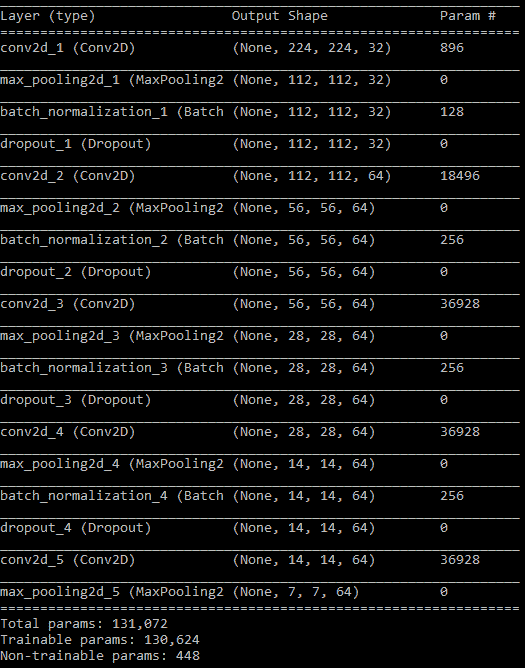 Layer (type) Output Shape Param #
=================================================================
conv2d_1 (Conv2D) (None, 224, 224, 32) 896
max_pooling2d_1 (MaxPooling2 (None, 112, 112, 32) 0
batch_normalization_1 (Batch (None, 112, 112, 32) 128
dropout_1 (Dropout) (None, 112, 112, 32) 0
conv2d_2 (Conv2D) (None, 112, 112, 64) 18496
max_pooling2d_2 (MaxPooling2 (None, 56, 56, 64) 0
batch_normalization_2 (Batch (None, 56, 56, 64) 256
dropout_2 (Dropout) (None, 56, 56, 64) 0
conv2d_3 (Conv2D) (None, 56, 56, 64) 36928
max_pooling2d_3 (MaxPooling2 (None, 28, 28, 64) 0
batch_normalization_3 (Batch (None, 28, 28, 64) 256
dropout_3 (Dropout) (None, 28, 28, 64) 0
conv2d_4 (Conv2D) (None, 28, 28, 64) 36928
max_pooling2d_4 (MaxPooling2 (None, 14, 14, 64) 0
batch_normalization_4 (Batch (None, 14, 14, 64) 256
dropout_4 (Dropout) (None, 14, 14, 64) 0
conv2d_5 (Conv2D) (None, 14, 14, 64) 36928
max_pooling2d_5 (MaxPooling2 (None, 7, 7, 64) 0
=================================================================
Total params: 131,072
Trainable params: 130,624
Non-trainable params: 448